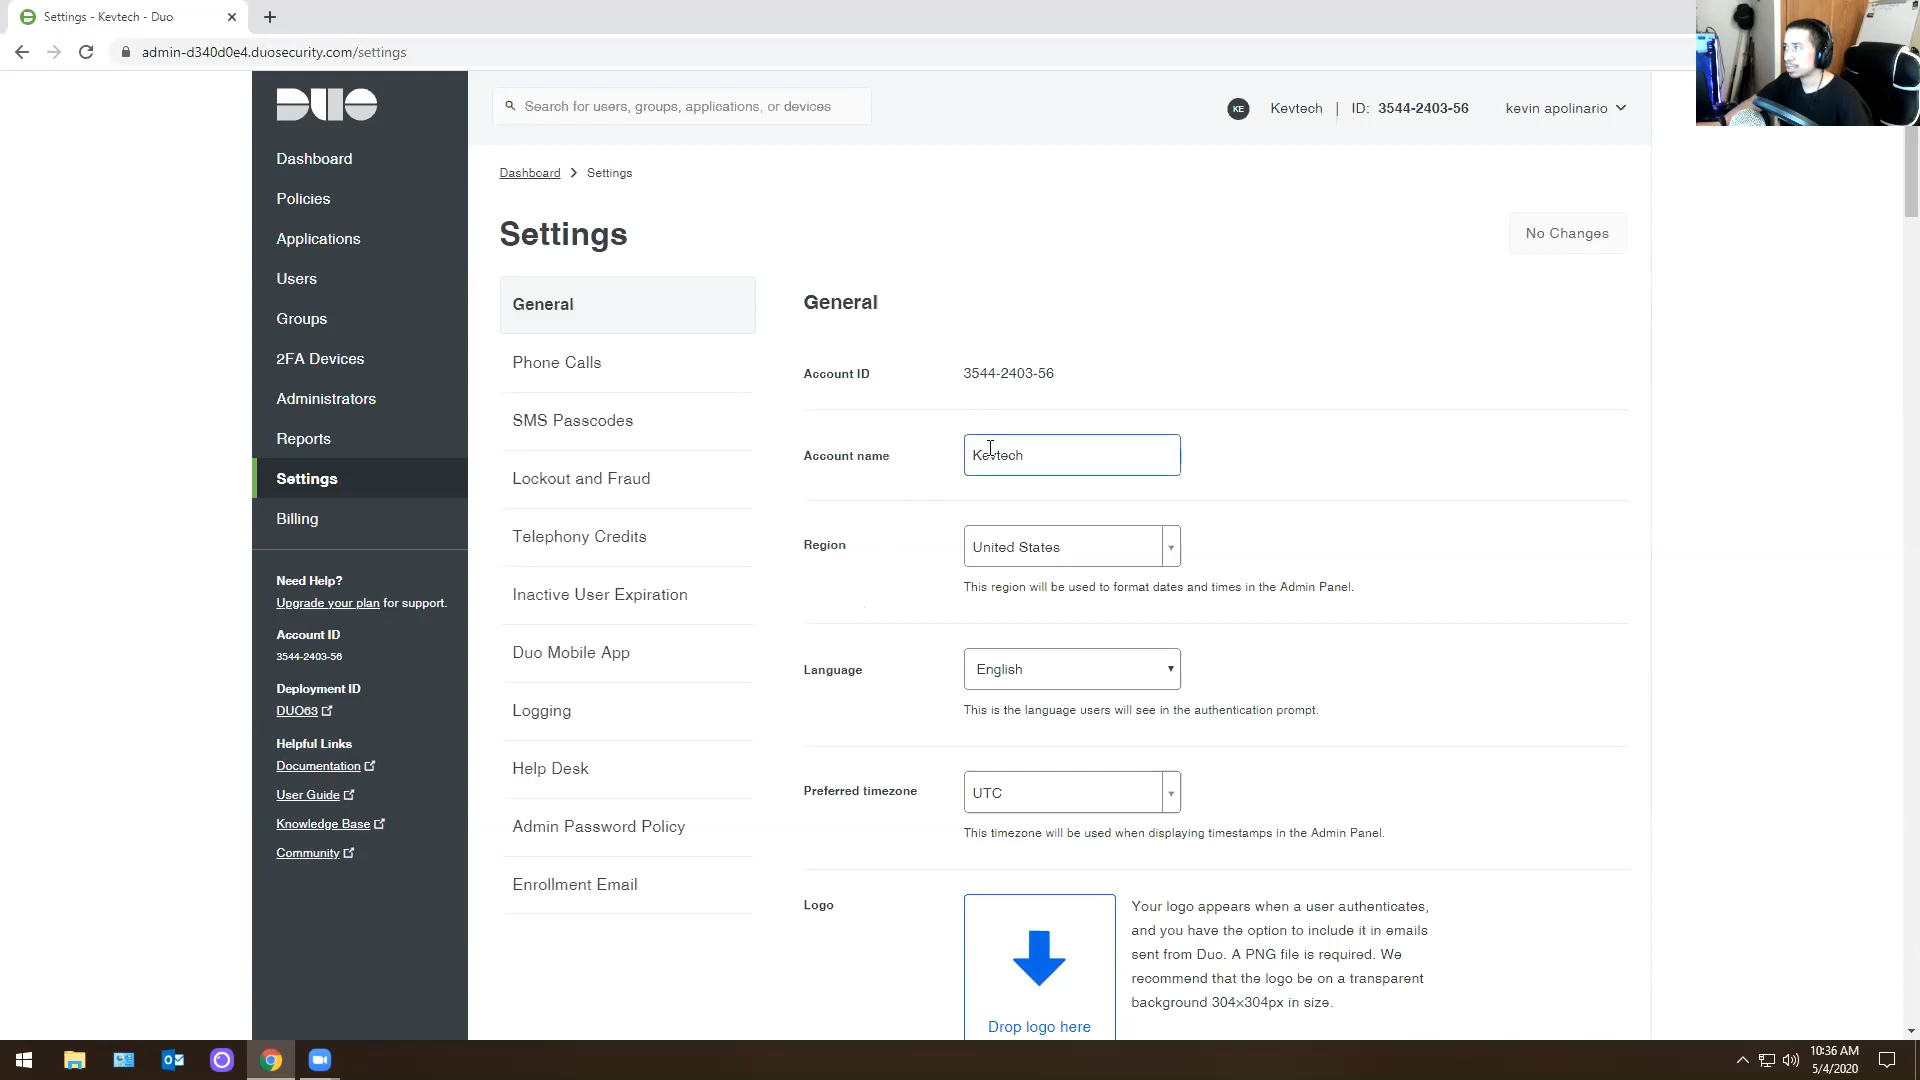 Settings - Kevtech - Duo
admin-d340d0e4.duosecurity.com/settings
DUO
Search for users, groups, applications, or devices
KE
Kevtech | ID: 3544-2403-56
kevin apolinario
Dashboard
Policies
Applications
Users
Groups
2FA Devices
Administrators
Reports
Settings
Billing
Need Help?
Upgrade your plan for support.
Account ID
3544-2403-56
Deployment ID
DUO63
Helpful Links
Documentation
User Guide
Knowledge Base
Community
Dashboard > Settings
Settings
No Changes
General
Phone Calls
SMS Passcodes
Lockout and Fraud
Telephony Credits
Inactive User Expiration
Duo Mobile App
Logging
Help Desk
Admin Password Policy
Enrollment Email
General
Account ID
3544-2403-56
Account name
Kevtech
Region
United States
This region will be used to format dates and times in the Admin Panel.
Language
English
This is the language users will see in the authentication prompt.
Preferred timezone
UTC
This timezone will be used when displaying timestamps in the Admin Panel.
Logo
Drop logo here
Your logo appears when a user authenticates,
and you have the option to include it in emails
sent from Duo. A PNG file is required. We
recommend that the logo be on a transparent
background 304×304px in size.
10:36 AM
5/4/2020